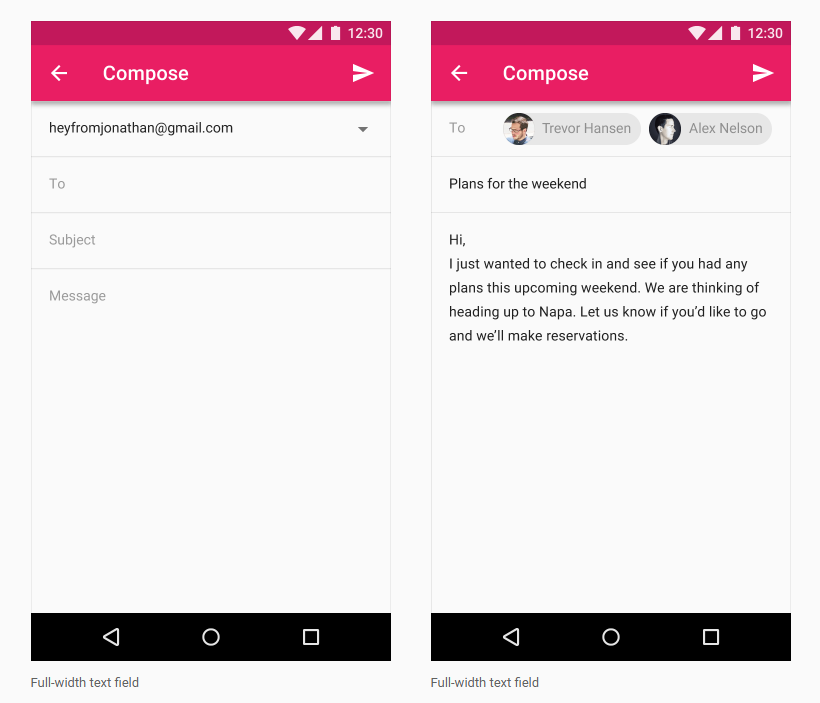 12:30
Compose
heyfromjonathan@gmail.com
To
Subject
Message
Full-width text field
12:30
Compose
To Trevor Hansen Alex Nelson
Plans for the weekend
Hi,
I just wanted to check in and see if you had any
plans this upcoming weekend. We are thinking of
heading up to Napa. Let us know if you’d like to go
and we’ll make reservations.
Full-width text field